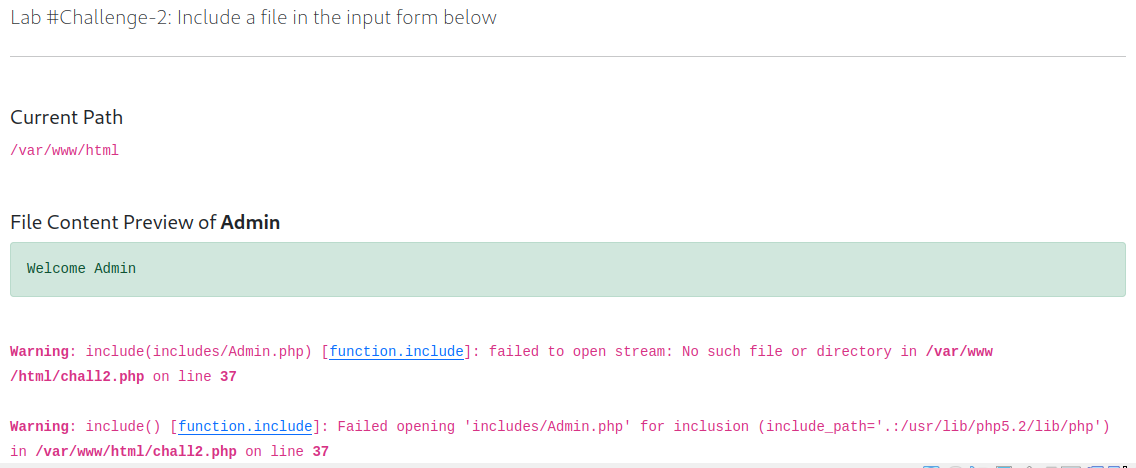 Lab #Challenge-2: Include a file in the input form below
Current Path
/var/www/html
File Content Preview of Admin
Welcome Admin
Warning: include(includes/Admin.php) [function.include]: failed to open stream: No such file or directory in /var/www
/html/chall2.php on line 37
Warning: include() [function.include]: Failed opening 'includes/Admin.php' for inclusion (include_path='.:/usr/lib/php5.2/lib/php')
in /var/www/html/chall2.php on line 37